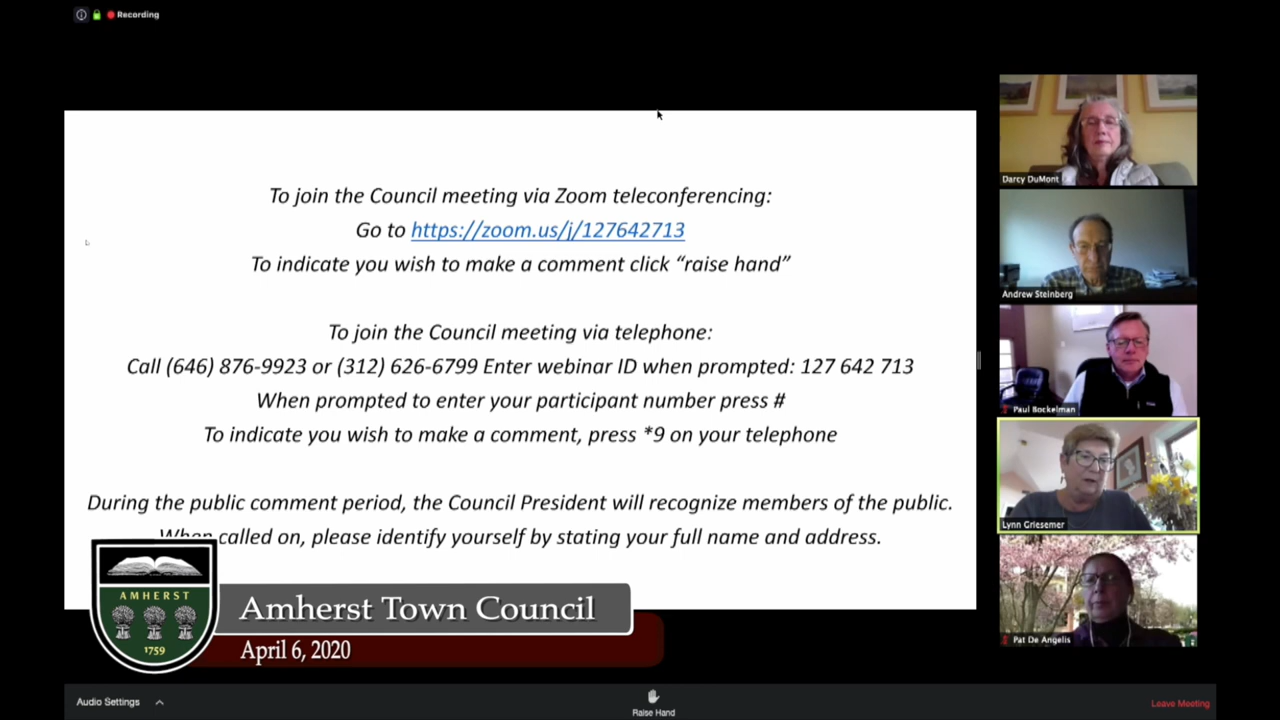 Recording
To join the Council meeting via Zoom teleconferencing:
Go to https://zoom.us/j/127642713
To indicate you wish to make a comment click “raise hand”
To join the Council meeting via telephone:
Call (646) 876-9923 or (312) 626-6799 Enter webinar ID when prompted: 127 642 713
When prompted to enter your participant number press #
To indicate you wish to make a comment, press *9 on your telephone
During the public comment period, the Council President will recognize members of the public.
When called on, please identify yourself by stating your full name and address.
AMHERST
1759
Amherst Town Council
April 6, 2020
Darcy DuMont
Andrew Steinberg
Paul Bockelman
Lynn Griesemer
Pat De Angelis
Audio Settings
Raise Hand
Leave Meeting